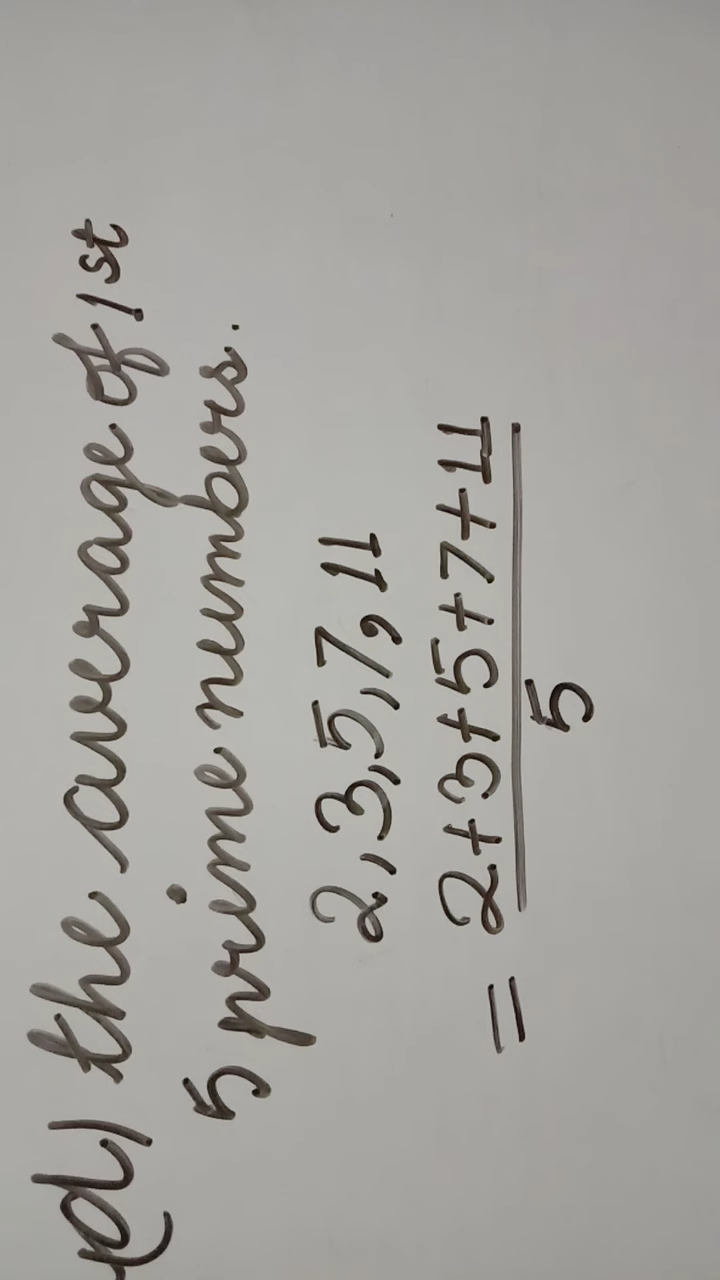 (d) the average of 1st
5 prime numbers.
2,3,5,7,11
= 2+3+5+7+11
5